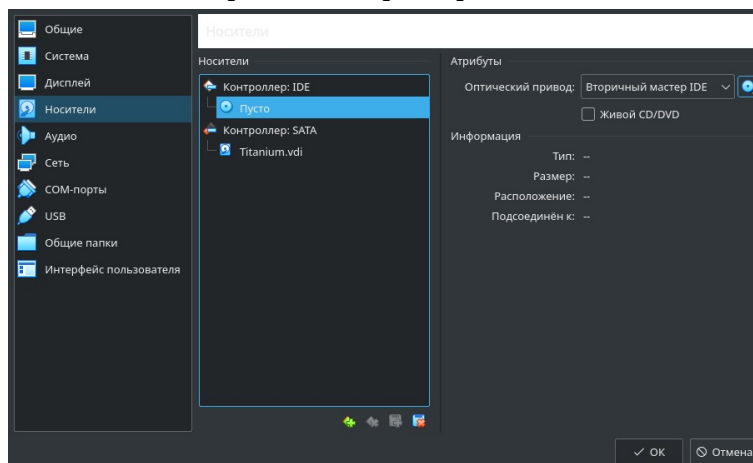 Общие
Система
Дисплей
Носители
Аудио
Сеть
COM-порты
USB
Общие папки
Интерфейс пользователя
Носители
Носители
Контроллер: IDE
Пусто
Контроллер: SATA
Titanium.vdi
Атрибуты
Оптический привод: Вторичный мастер IDE
Живой CD/DVD
Информация
Тип: --
Размер: --
Расположение: --
Подсоединён к: --
OK
Отмена